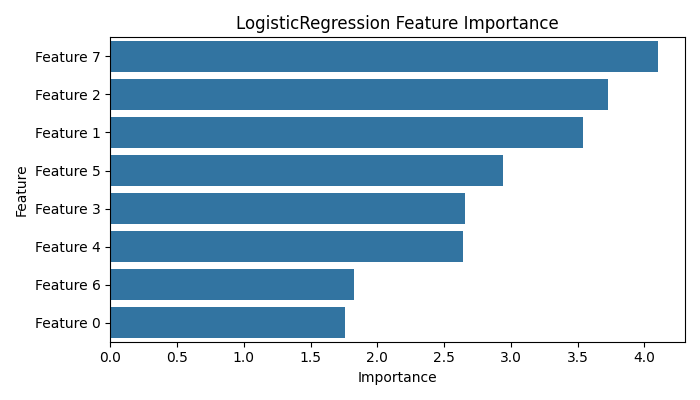 LogisticRegression Feature Importance
Feature 7
Feature 2
Feature 1
Feature 5
Feature 3
Feature 4
Feature 6
Feature 0
Feature
0.0 0.5 1.0 1.5 2.0 2.5 3.0 3.5 4.0
Importance